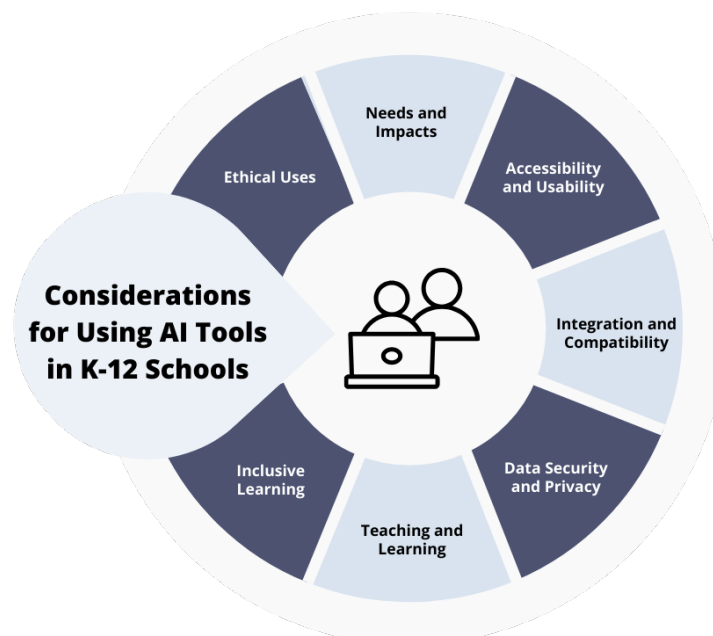 Considerations
for Using AI Tools
in K-12 Schools
Ethical Uses
Needs and
Impacts
Accessibility
and Usability
Integration and
Compatibility
Data Security
and Privacy
Teaching and
Learning
Inclusive
Learning